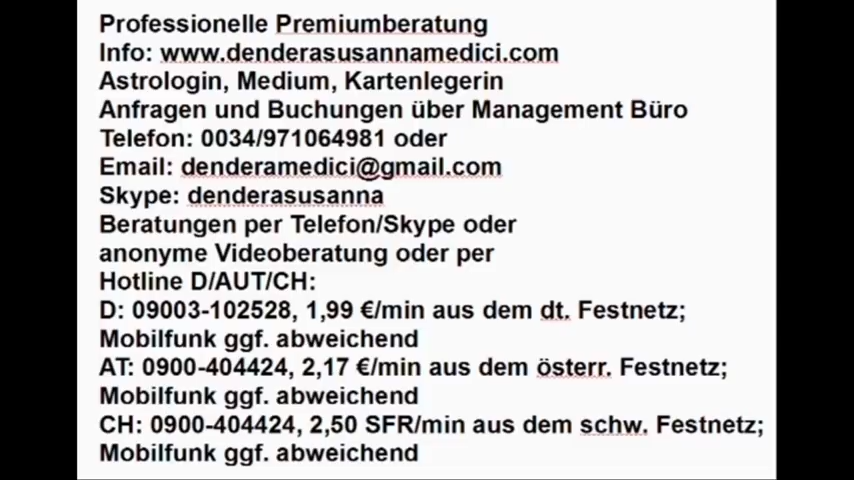 Professionelle Premiumberatung
Info: www.denderasusannamedici.com
Astrologin, Medium, Kartenlegerin
Anfragen und Buchungen über Management Büro
Telefon: 0034/971064981 oder
Email: denderamedici@gmail.com
Skype: denderasusanna
Beratungen per Telefon/Skype oder
anonyme Videoberatung oder per
Hotline D/AUT/CH:
D: 09003-102528, 1,99 €/min aus dem dt. Festnetz;
Mobilfunk ggf. abweichend
AT: 0900-404424, 2,17 €/min aus dem österr. Festnetz;
Mobilfunk ggf. abweichend
CH: 0900-404424, 2,50 SFR/min aus dem schw. Festnetz;
Mobilfunk ggf. abweichend